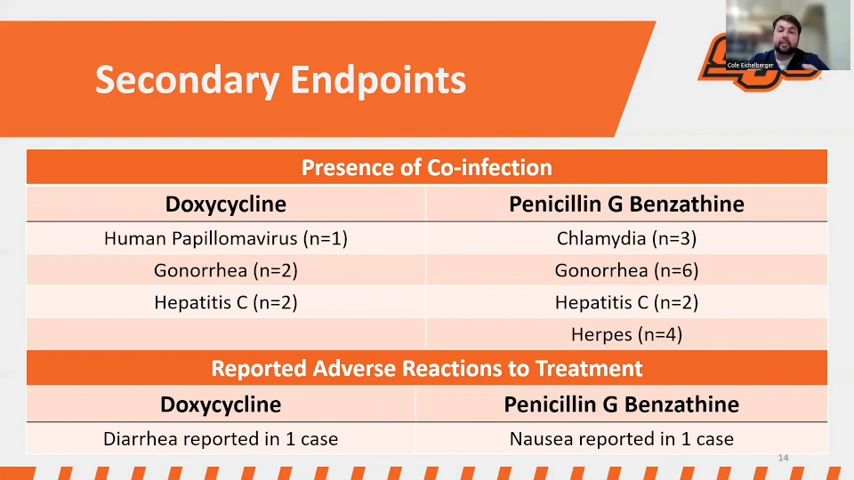 Secondary Endpoints
Cole Eichelberger
Presence of Co-infection
Doxycycline
Penicillin G Benzathine
Human Papillomavirus (n=1)
Chlamydia (n=3)
Gonorrhea (n=2)
Gonorrhea (n=6)
Hepatitis C (n=2)
Hepatitis C (n=2)
Herpes (n=4)
Reported Adverse Reactions to Treatment
Doxycycline
Penicillin G Benzathine
Diarrhea reported in 1 case
Nausea reported in 1 case
14